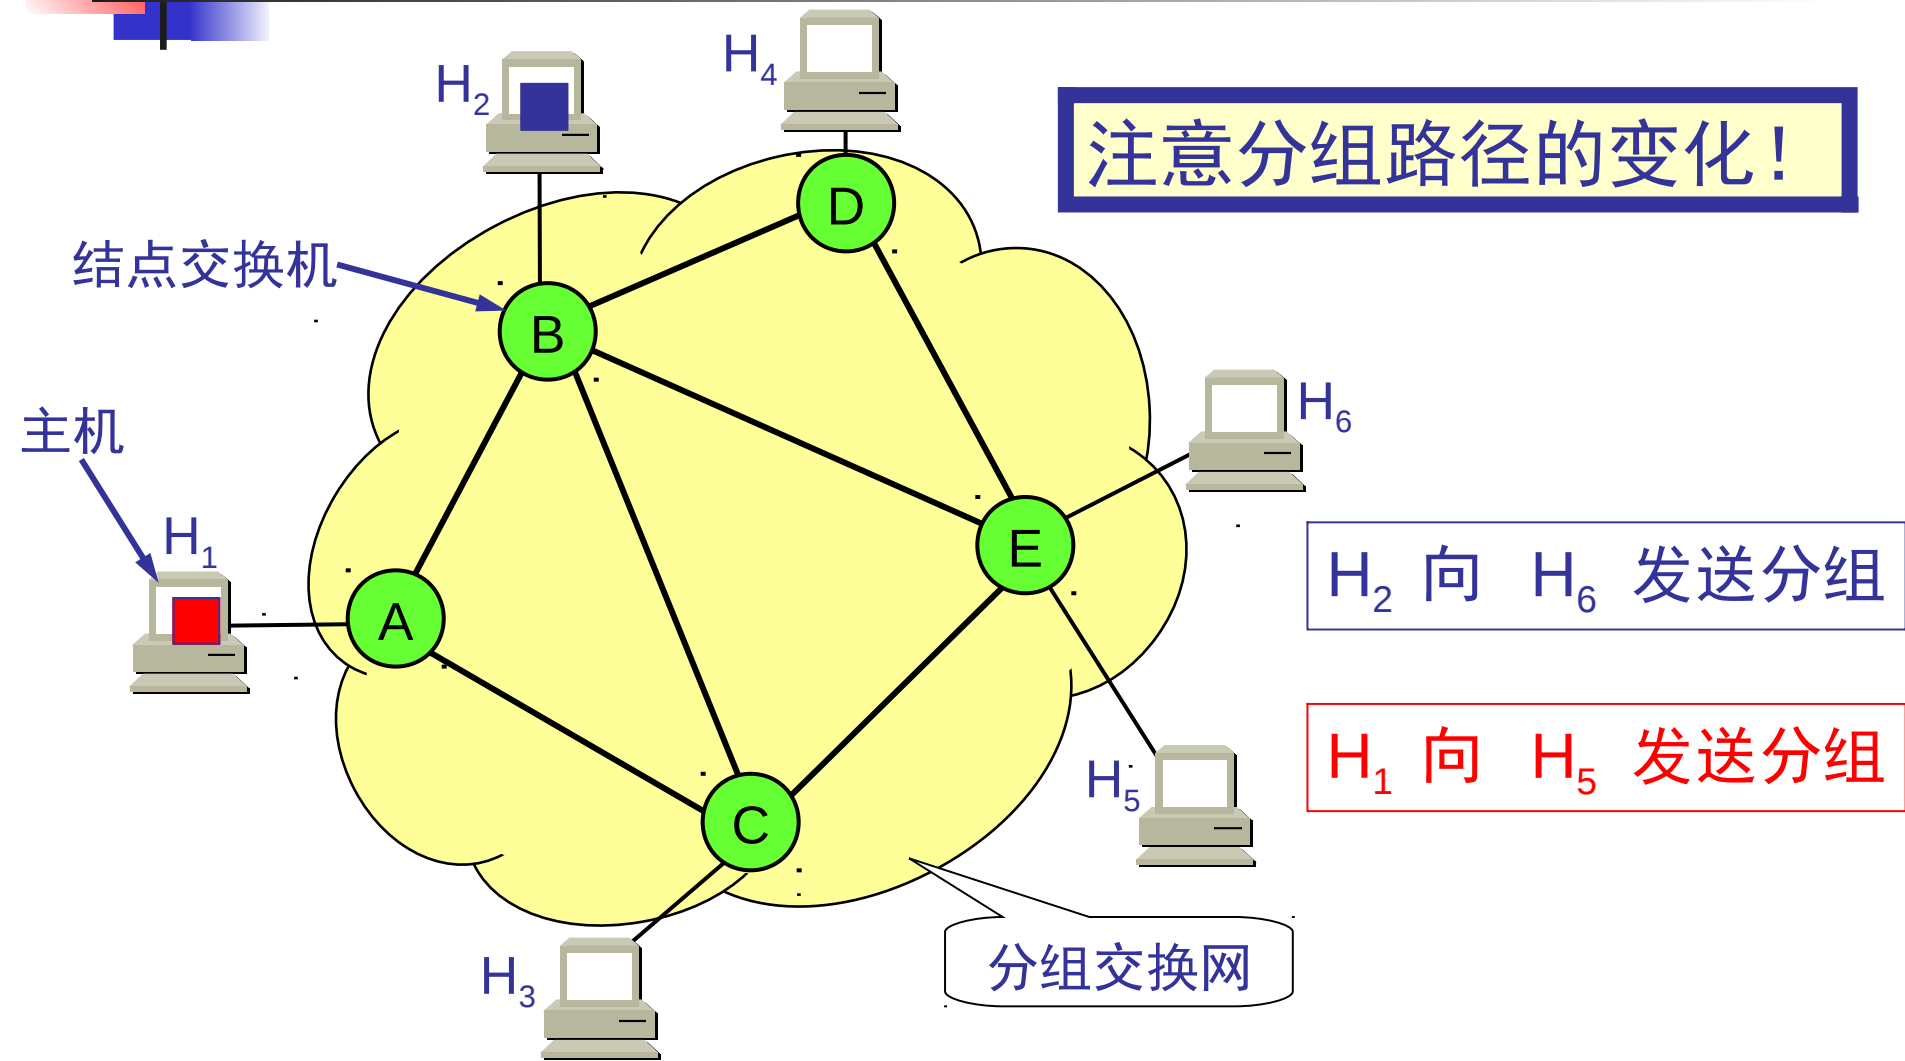 H4
H2
注意分组路径的变化！
D
结点交换机
B
H6
主机
H1
E
H2 向 H6 发送分组
A
H1 向 H5 发送分组
H5
C
分组交换网
H3